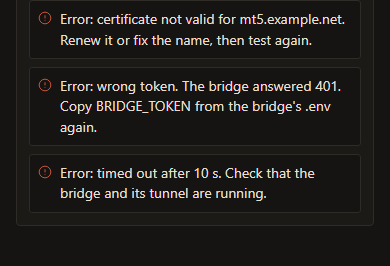 Error: certificate not valid for mt5.example.net.
Renew it or fix the name, then test again.
Error: wrong token. The bridge answered 401.
Copy BRIDGE_TOKEN from the bridge's .env
again.
Error: timed out after 10 s. Check that the
bridge and its tunnel are running.